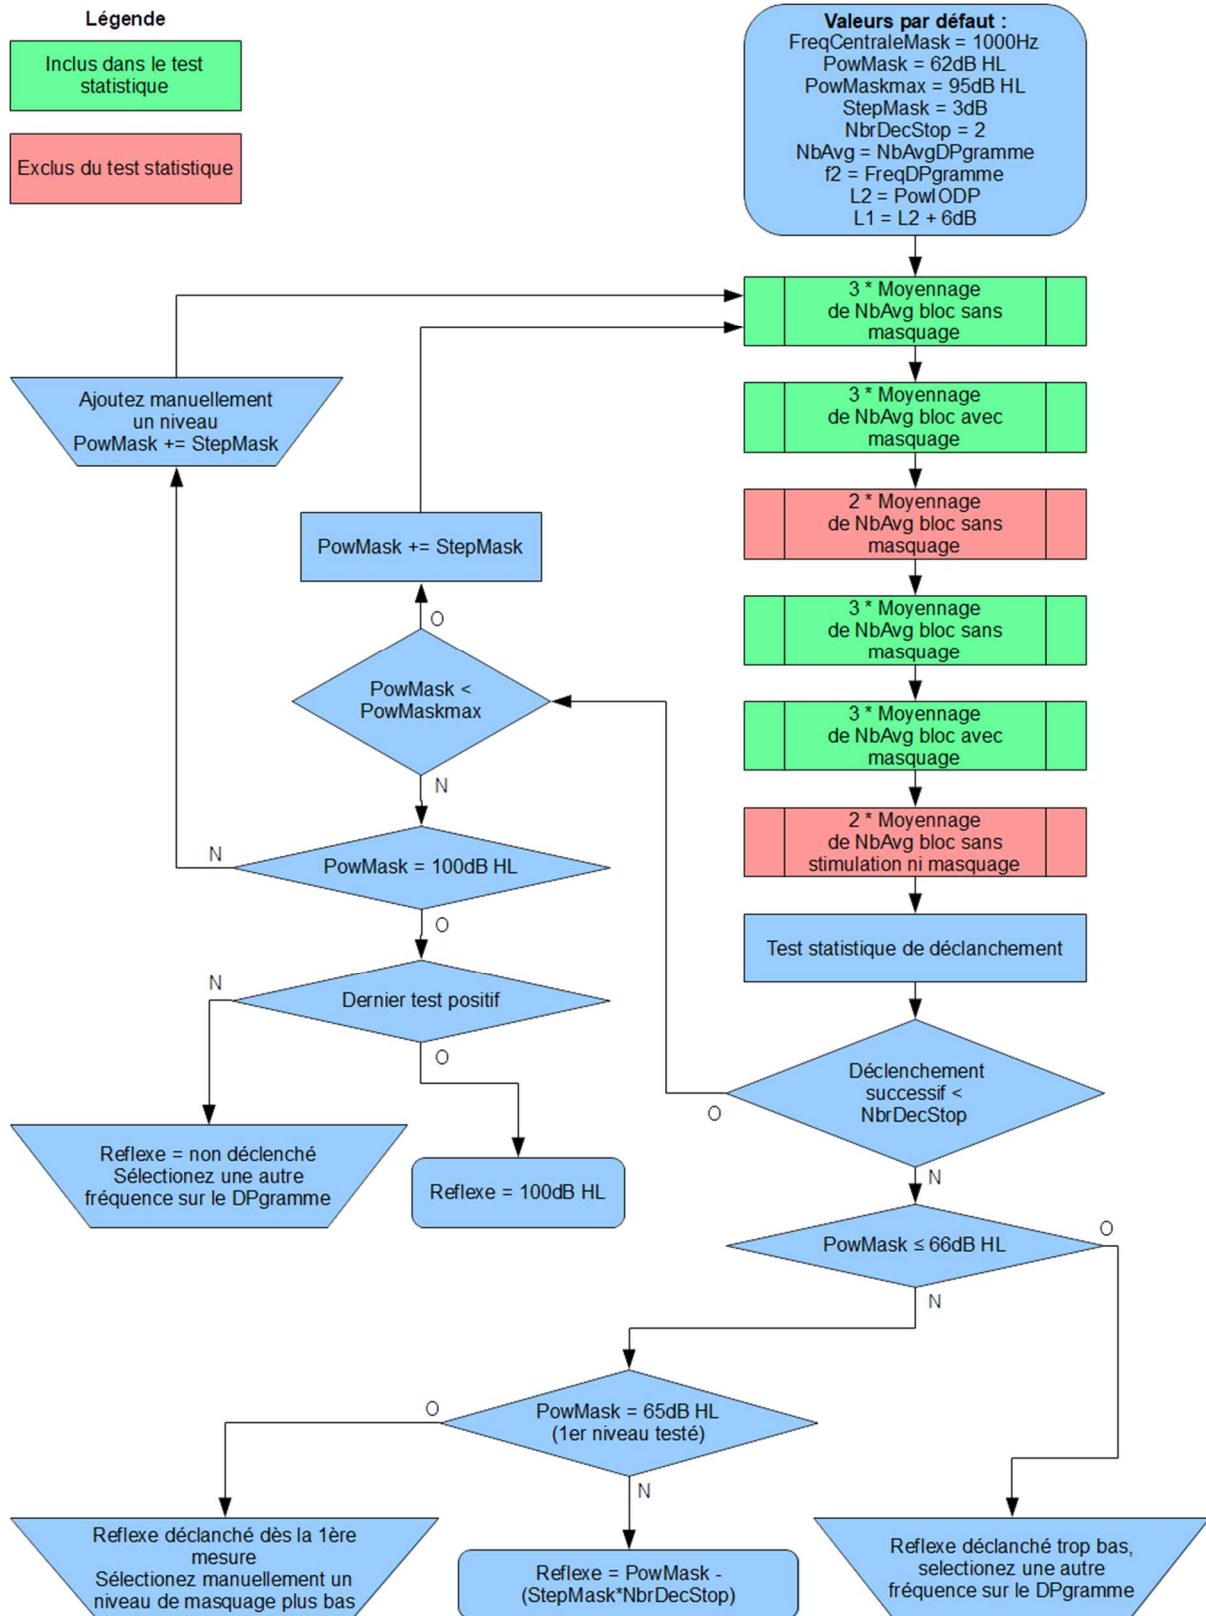 Légende
Inclus dans le test
statistique
Exclus du test statistique
Valeurs par défaut :
FreqCentraleMask = 1000Hz
PowMask = 62dB HL
PowMaskmax = 95dB HL
StepMask = 3dB
NbrDecStop = 2
NbAvg = NbAvgDPgramme
f2 = FreqDPgramme
L2 = PowIODP
L1 = L2 + 6dB
3 * Moyennage
de NbAvg bloc sans
masquage
Ajoutez manuellement
un niveau
PowMask += StepMask
3 * Moyennage
de NbAvg bloc avec
masquage
2 * Moyennage
de NbAvg bloc sans
masquage
PowMask += StepMask
O
3 * Moyennage
de NbAvg bloc sans
masquage
PowMask <
PowMaskmax
N
3 * Moyennage
de NbAvg bloc avec
masquage
2 * Moyennage
de NbAvg bloc sans
stimulation ni masquage
N
PowMask = 100dB HL
O
Test statistique de déclanchement
N
Dernier test positif
O
Déclenchement
successif <
NbrDecStop
O
N
Reflexe = non déclenché
Sélectionez une autre
fréquence sur le DPgramme
Reflexe = 100dB HL
PowMask ≤ 66dB HL
O
N
O
PowMask = 65dB HL
(1er niveau testé)
N
Reflexe déclanché dès la 1ère
mesure
Sélectionez manuellement un
niveau de masquage plus bas
Reflexe = PowMask -
(StepMask*NbrDecStop)
Reflexe déclanché trop bas,
selectionez une autre
fréquence sur le DPgramme